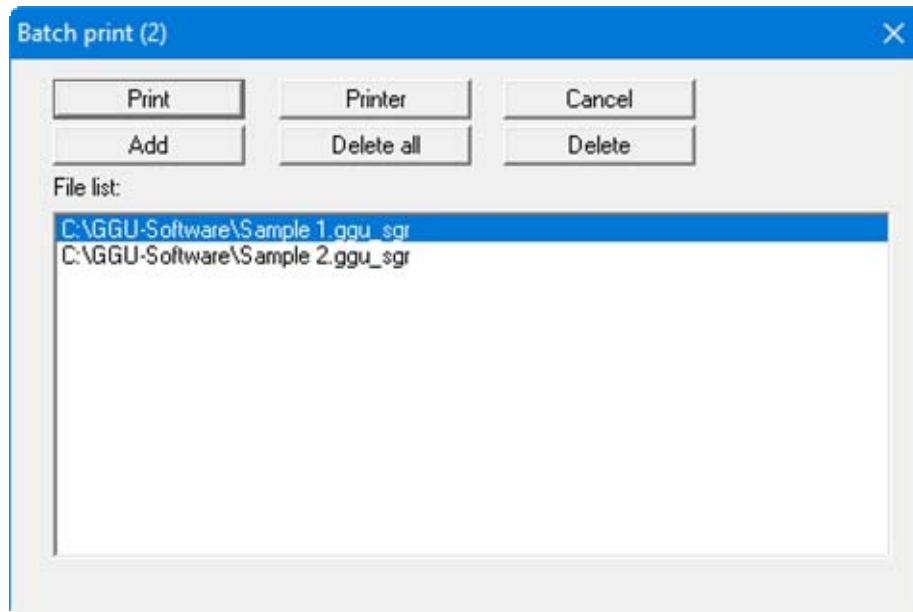 Batch print (2)
Print Printer Cancel
Add Delete all Delete
File list:
C:\GGU-Software\Sample 1.ggu_sgr
C:\GGU-Software\Sample 2.ggu_sgr